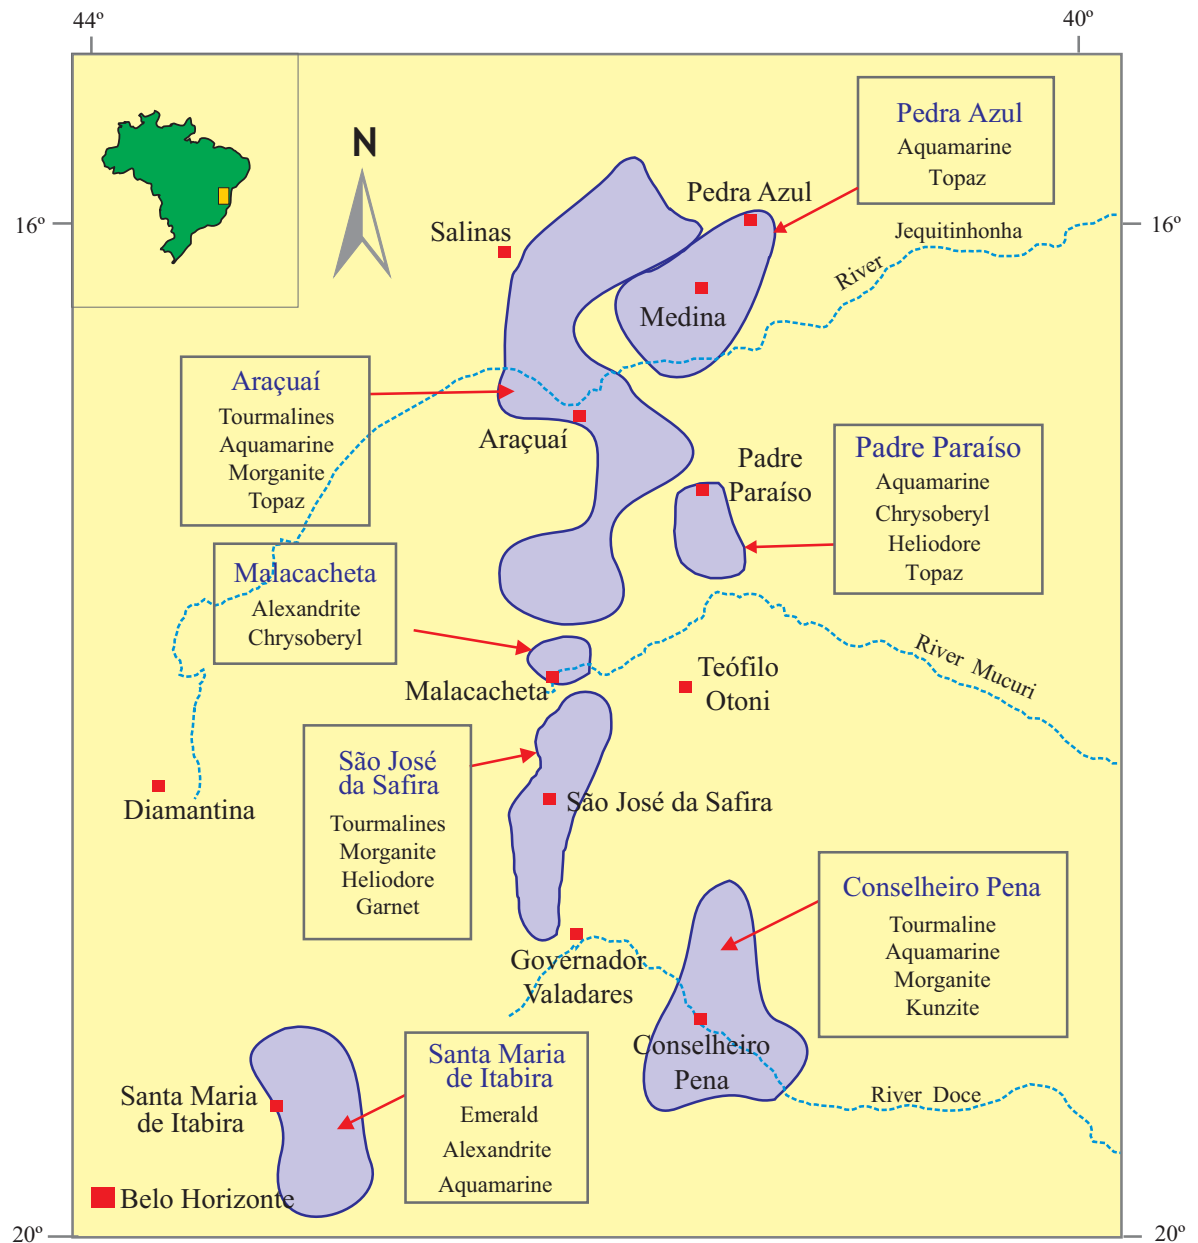 44º
40º
Pedra Azul
Aquamarine
Topaz
N
Pedra Azul
16º
Salinas
Jequitinhonha
16º
River
Medina
Araçuaí
Tourmalines
Aquamarine
Morganite
Topaz
Araçuaí
Padre
Paraíso
Padre Paraíso
Aquamarine
Chrysoberyl
Heliodore
Topaz
Malacacheta
Alexandrite
Chrysoberyl
Malacacheta
Teófilo
Otoni
River Mucuri
São José
da Safira
Tourmalines
Morganite
Heliodore
Garnet
São José da Safira
Diamantina
Conselheiro Pena
Tourmaline
Aquamarine
Morganite
Kunzite
Governador
Valadares
Conselheiro
Pena
Santa Maria
de Itabira
Emerald
Alexandrite
Aquamarine
Santa Maria
de Itabira
River Doce
Belo Horizonte
20º
20º